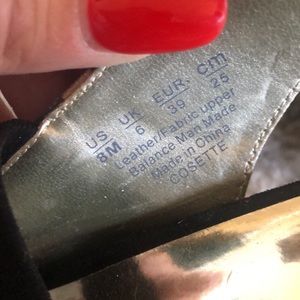 US UK EUR. cm
8M 6 39 25
Leather/Fabric upper
Balance Man Made
Made in China
COSETTE